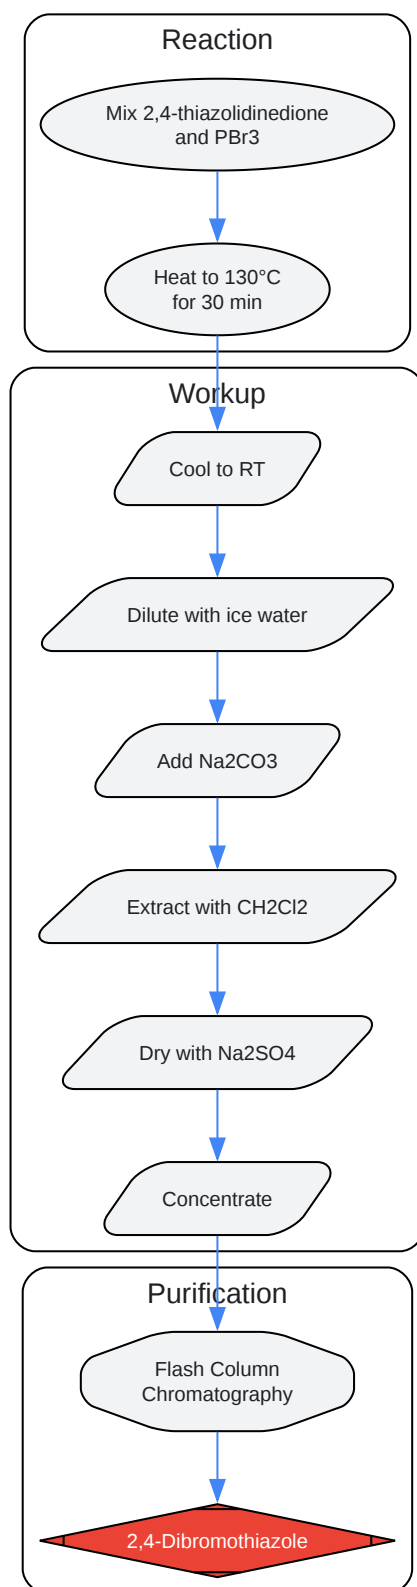 Reaction
Mix 2,4-thiazolidinedione
and PBr3
Heat to 130°C
for 30 min
Workup
Cool to RT
Dilute with ice water
Add Na2CO3
Extract with CH2Cl2
Dry with Na2SO4
Concentrate
Purification
Flash Column
Chromatography
2,4-Dibromothiazole